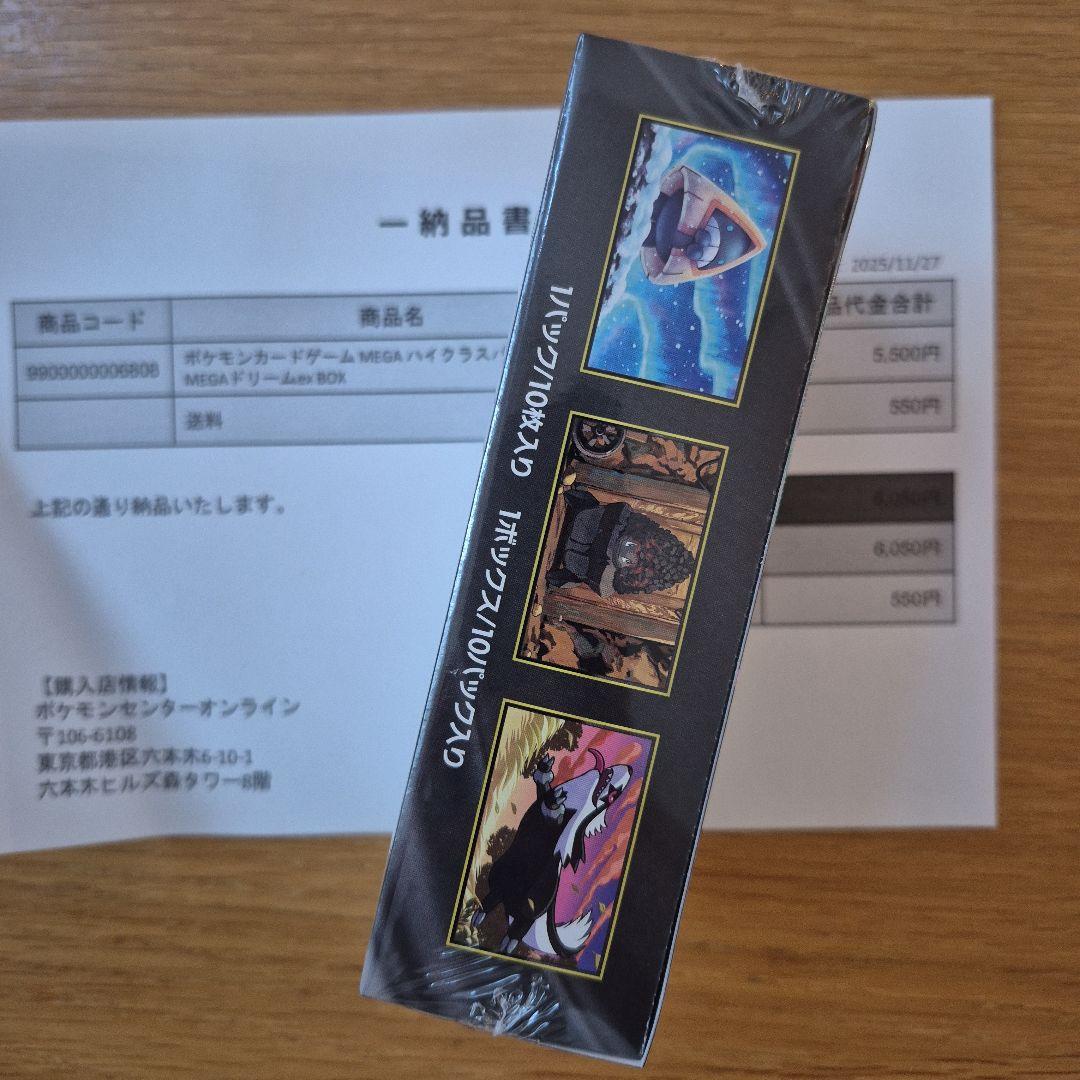 一納品書
2025/11/27
商品コード 商品名 品代金合計
9900000006808 ポケモンカードゲーム MEGA ハイクラスパ 5,500円
MEGAドリームex BOX
送料 550円
上記の通り納品いたします。
6,050円
6,050円
550円
【購入店情報】
ポケモンセンターオンライン
〒106-6108
東京都港区六本木6-10-1
六本木ヒルズ森タワー8階
1パック/10枚入り 1ボックス/10パック入り